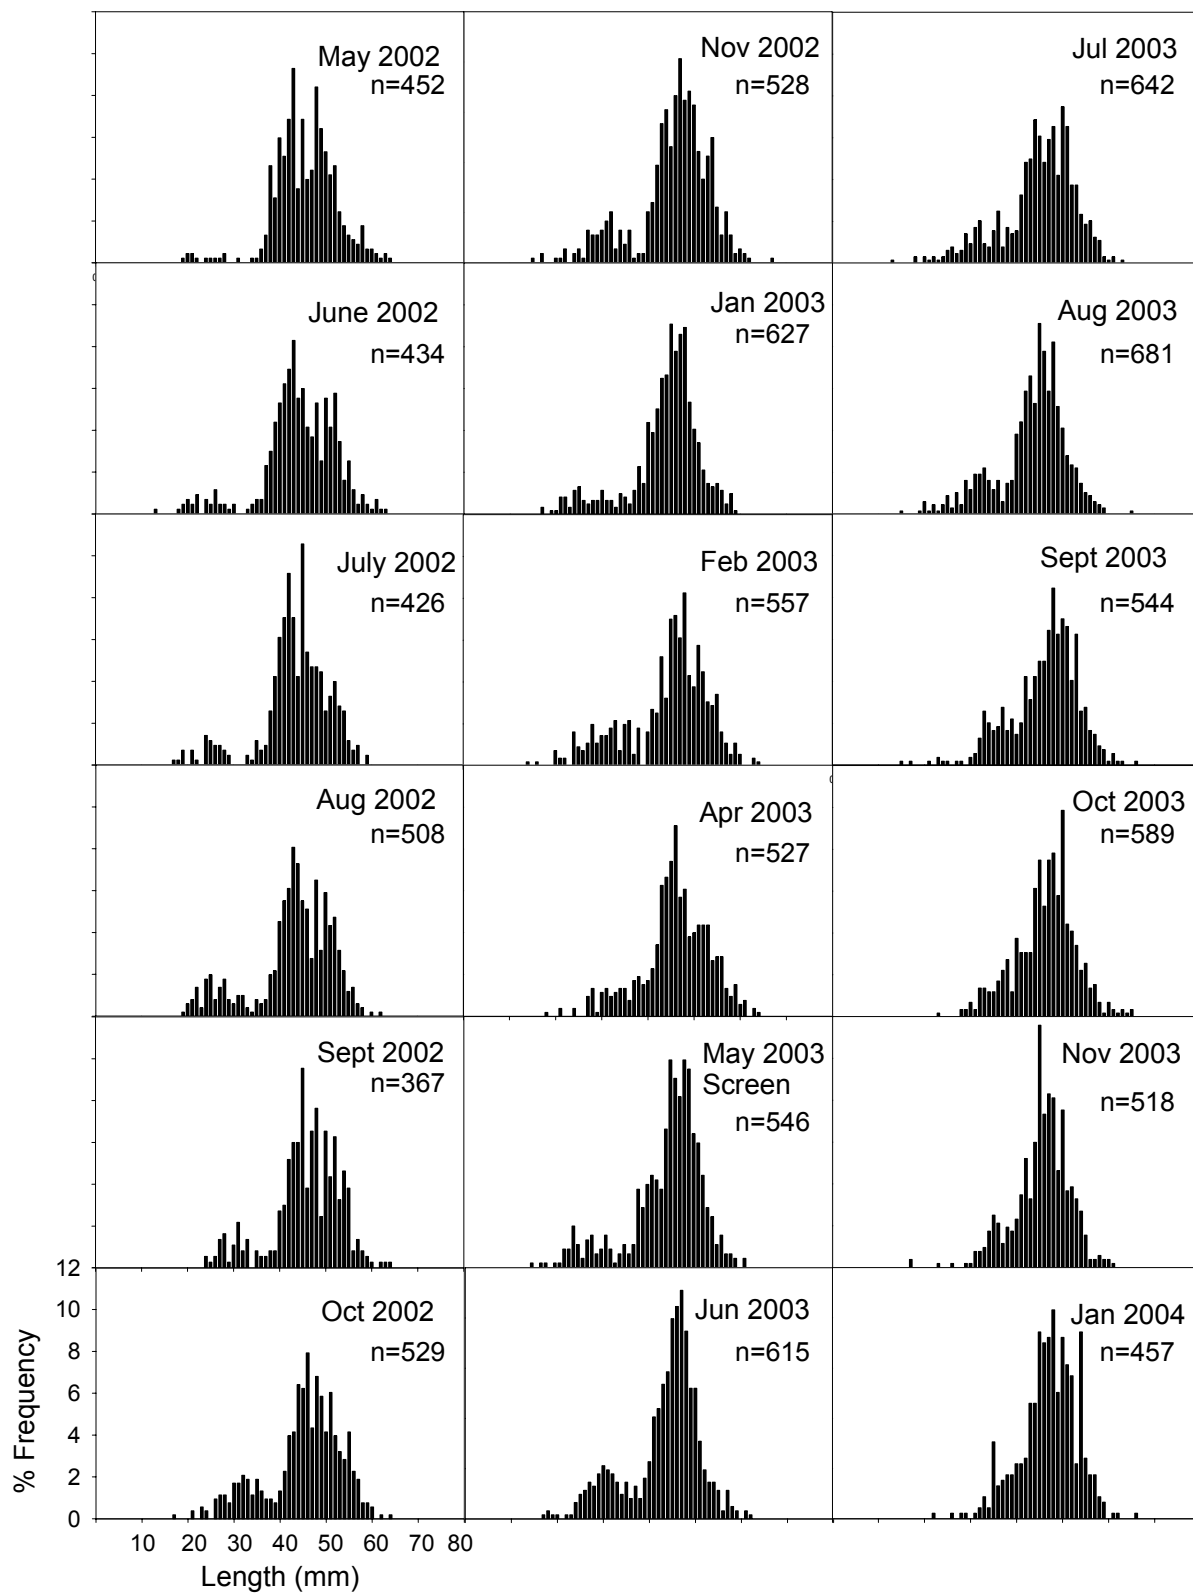 May 2002
n=452
Nov 2002
n=528
Jul 2003
n=642
June 2002
n=434
Jan 2003
n=627
Aug 2003
n=681
July 2002
n=426
Feb 2003
n=557
Sept 2003
n=544
Aug 2002
n=508
Apr 2003
n=527
Oct 2003
n=589
Sept 2002
n=367
May 2003
Screen
n=546
Nov 2003
n=518
Oct 2002
n=529
Jun 2003
n=615
Jan 2004
n=457
12
10
8
6
4
2
0
% Frequency
10 20 30 40 50 60 70 80
Length (mm)